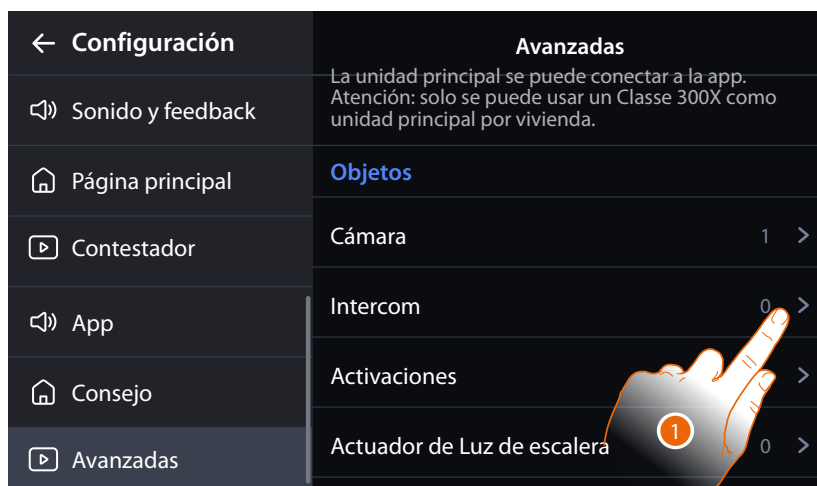 Configuración
Sonido y feedback
Página principal
Contestador
App
Consejo
Avanzadas
Avanzadas
La unidad principal se puede conectar a la app.
Atención: solo se puede usar un Classe 300X como
unidad principal por vivienda.
Objetos
Cámara 1
Intercom 0
Activaciones
Actuador de Luz de escalera 0
1